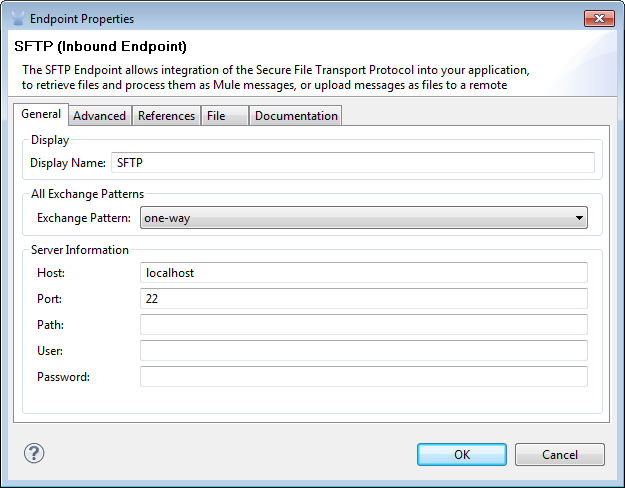 Endpoint Properties
SFTP (Inbound Endpoint)
The SFTP Endpoint allows integration of the Secure File Transport Protocol into your application,
to retrieve files and process them as Mule messages, or upload messages as files to a remote
General Advanced References File Documentation
Display
Display Name: SFTP
All Exchange Patterns
Exchange Pattern: one-way
Server Information
Host: localhost
Port: 22
Path:
User:
Password:
? OK Cancel